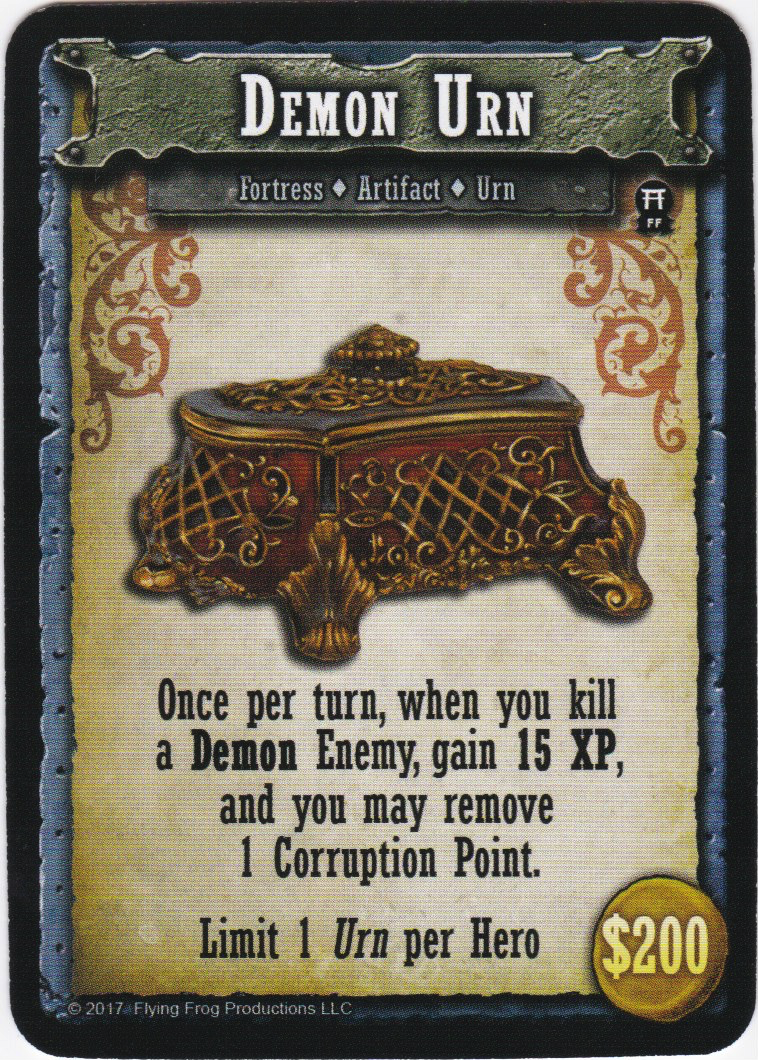 Demon Urn
Fortress ♦ Artifact ♦ Urn
FF
Once per turn, when you kill
a Demon Enemy, gain 15 XP,
and you may remove
1 Corruption Point.
Limit 1 Urn per Hero
$200
© 2017 Flying Frog Productions LLC